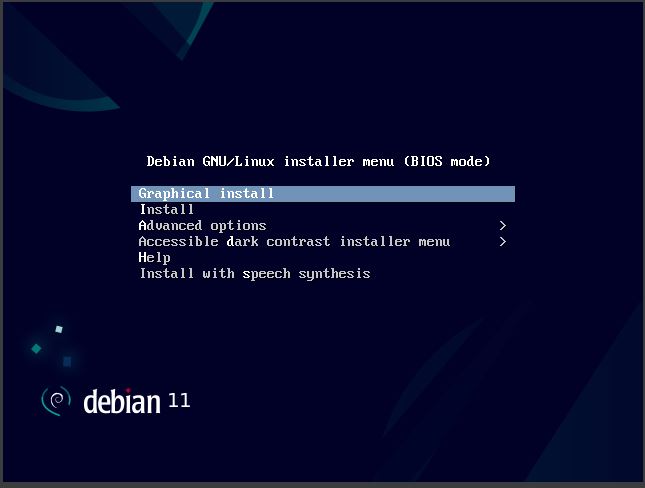 Debian GNU/Linux installer menu (BIOS mode)
Graphical install
Install
Advanced options >
Accessible dark contrast installer menu >
Help
Install with speech synthesis
debian 11